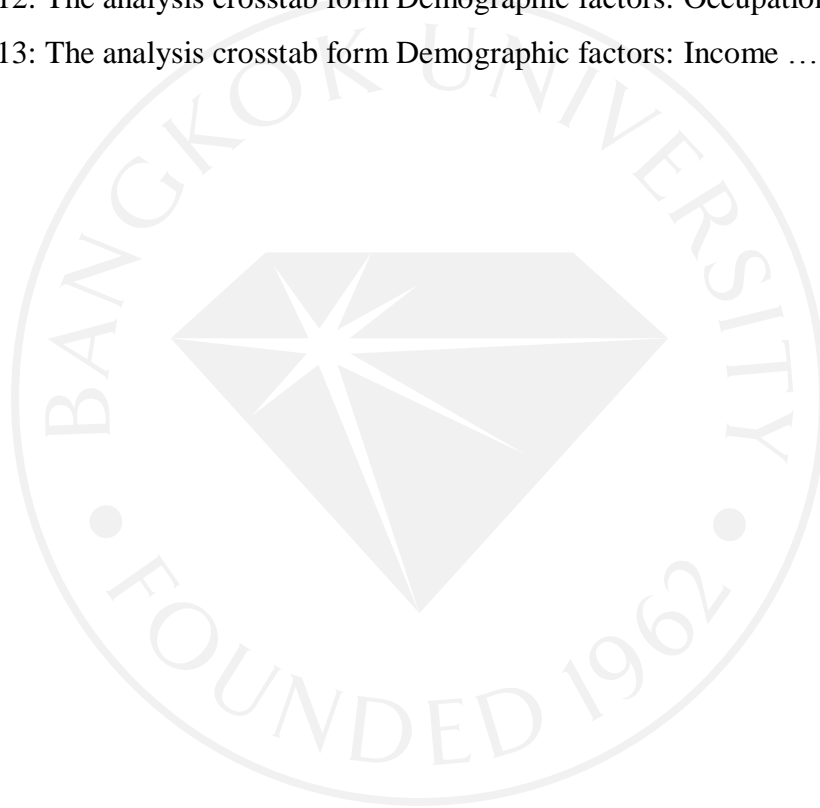 12: The analysis crosstab form Demographic factors: Occupation
13: The analysis crosstab form Demographic factors: Income …
BANGKOK UNIVERSITY
FOUNDED 1962